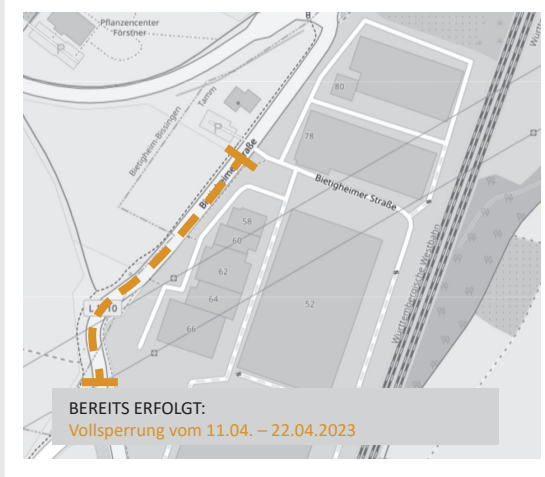 Pflanzencenter
Förstner
P
Tamm
Bietigheim-Bissingen
P
80
78
Bietigheimer Straße
58
60
62
64
66
52
Württembergische Westbahn
BEREITS ERFOLGT:
Vollsperrung vom 11.04. – 22.04.2023